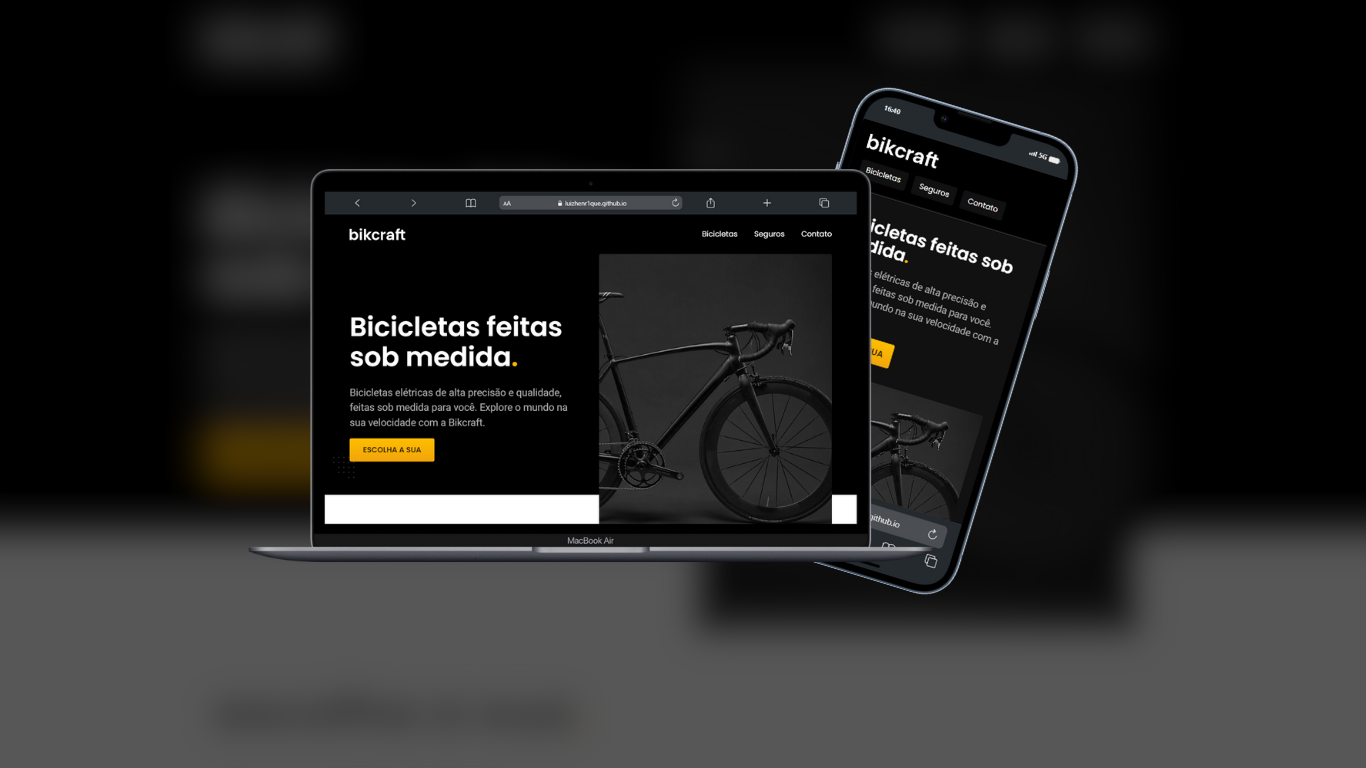 AA
luizhenr1que.github.io
bikcraft
Bicicletas
Seguros
Contato
Bicicletas feitas
sob medida.
Bicicletas elétricas de alta precisão e qualidade,
feitas sob medida para você. Explore o mundo na
sua velocidade com a Bikcraft.
ESCOLHA A SUA
MacBook Air
16:40
5G
bikcraft
Bicicletas
Seguros
Contato
icicletas feitas sob
dida.
elétricas de alta precisão e
feitas sob medida para você.
undo na sua velocidade com a
UA
github.io